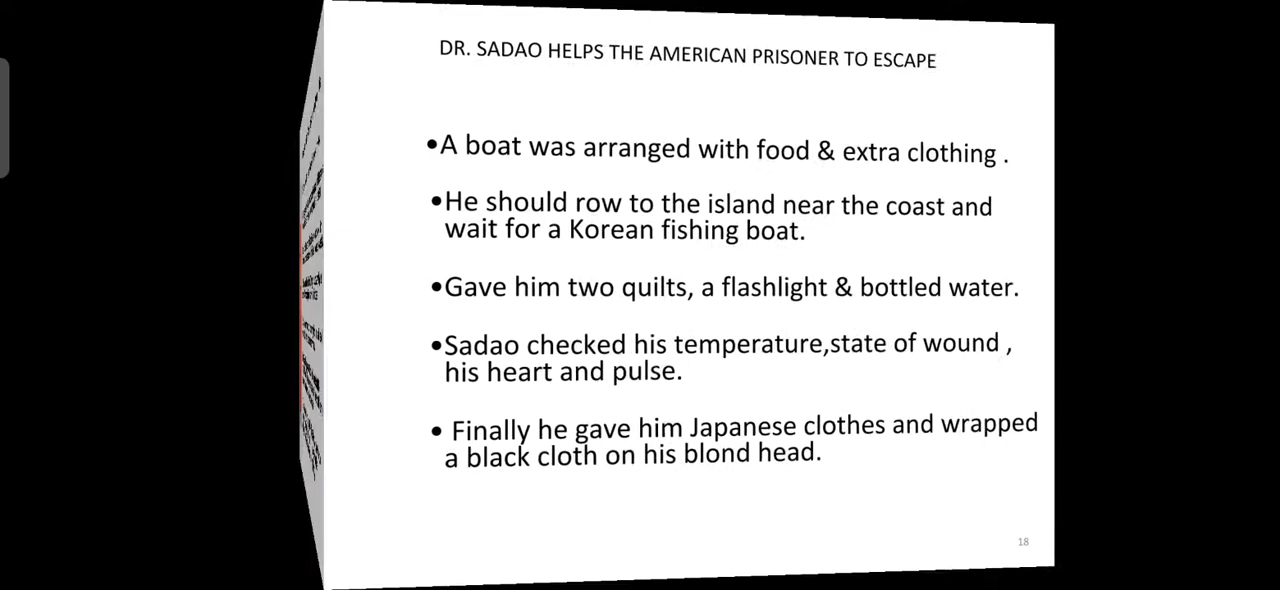 DR. SADAO HELPS THE AMERICAN PRISONER TO ESCAPE
•A boat was arranged with food & extra clothing .
•He should row to the island near the coast and
wait for a Korean fishing boat.
•Gave him two quilts, a flashlight & bottled water.
•Sadao checked his temperature,state of wound ,
his heart and pulse.
• Finally he gave him Japanese clothes and wrapped
a black cloth on his blond head.
18